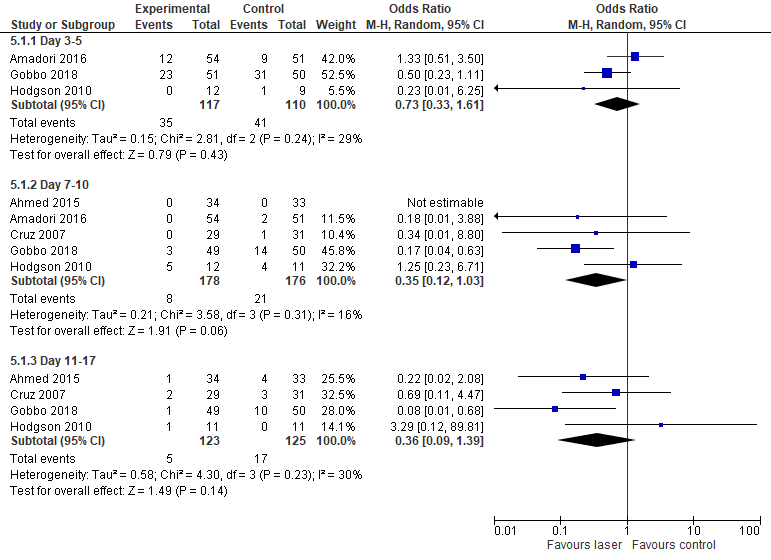 Experimental Control Odds Ratio Odds Ratio
Study or Subgroup Events Total Events Total Weight M-H, Random, 95% CI M-H, Random, 95% CI
5.1.1 Day 3-5
Amadori 2016 12 54 9 51 42.0% 1.33 [0.51, 3.50]
Gobbo 2018 23 51 31 50 52.5% 0.50 [0.23, 1.11]
Hodgson 2010 0 12 1 9 5.5% 0.23 [0.01, 6.25]
Subtotal (95% CI) 117 110 100.0% 0.73 [0.33, 1.61]
Total events 35 41
Heterogeneity: Tau² = 0.15; Chi² = 2.81, df = 2 (P = 0.24); I² = 29%
Test for overall effect: Z = 0.79 (P = 0.43)
5.1.2 Day 7-10
Ahmed 2015 0 34 0 33 Not estimable
Amadori 2016 0 54 2 51 11.5% 0.18 [0.01, 3.88]
Cruz 2007 0 29 1 31 10.4% 0.34 [0.01, 8.80]
Gobbo 2018 3 49 14 50 45.8% 0.17 [0.04, 0.63]
Hodgson 2010 5 12 4 11 32.2% 1.25 [0.23, 6.71]
Subtotal (95% CI) 178 176 100.0% 0.35 [0.12, 1.03]
Total events 8 21
Heterogeneity: Tau² = 0.21; Chi² = 3.58, df = 3 (P = 0.31); I² = 16%
Test for overall effect: Z = 1.91 (P = 0.06)
5.1.3 Day 11-17
Ahmed 2015 1 34 4 33 25.5% 0.22 [0.02, 2.08]
Cruz 2007 2 29 3 31 32.5% 0.69 [0.11, 4.47]
Gobbo 2018 1 49 10 50 28.0% 0.08 [0.01, 0.68]
Hodgson 2010 1 11 0 11 14.1% 3.29 [0.12, 89.81]
Subtotal (95% CI) 123 125 100.0% 0.36 [0.09, 1.39]
Total events 5 17
Heterogeneity: Tau² = 0.58; Chi² = 4.30, df = 3 (P = 0.23); I² = 30%
Test for overall effect: Z = 1.49 (P = 0.14)
0.01 0.1 1 10 100
Favours laser Favours control